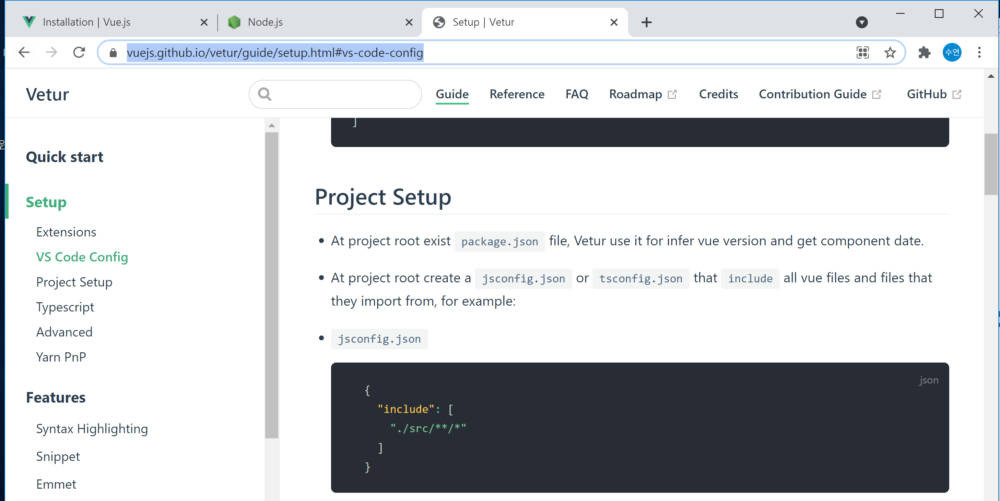 Installation | Vue.js
Node.js
Setup | Vetur
vuejs.github.io/vetur/guide/setup.html#vs-code-config
수연
Vetur
Guide
Reference
FAQ
Roadmap
Credits
Contribution Guide
GitHub
Quick start
Setup
Extensions
VS Code Config
Project Setup
Typescript
Advanced
Yarn PnP
Features
Syntax Highlighting
Snippet
Emmet
]
Project Setup
At project root exist package.json file, Vetur use it for infer vue version and get component date.
At project root create a jsconfig.json or tsconfig.json that include all vue files and files that
they import from, for example:
jsconfig.json
json
{
"include": [
"./src/**/*"
]
}